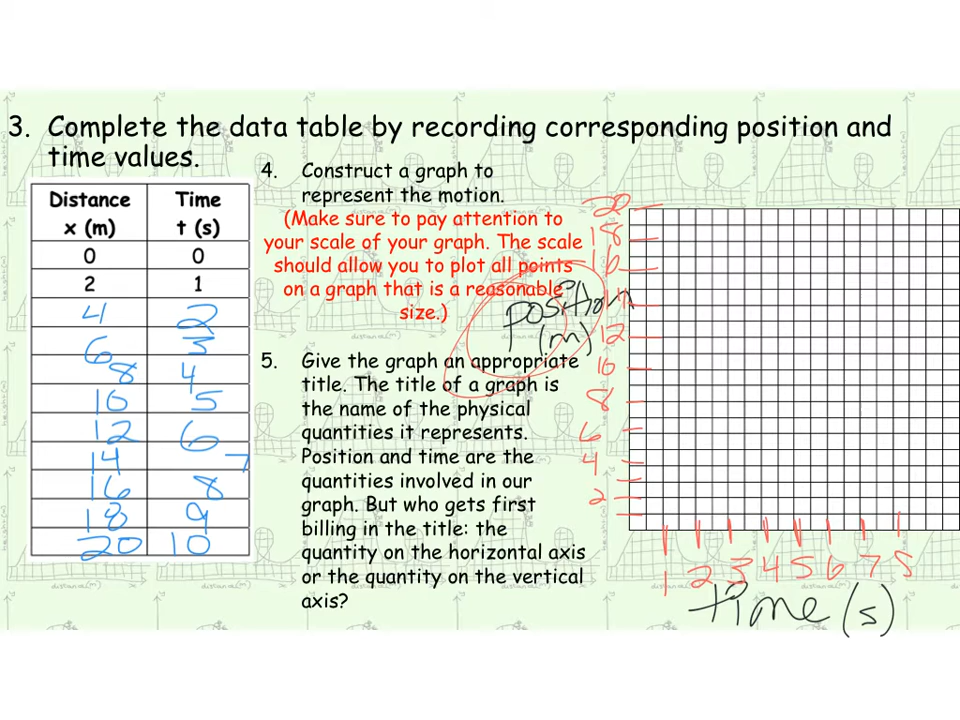 3. Complete the data table by recording corresponding position and
time values.
Distance Time
x (m) t (s)
0 0
2 1
4 2
6 3
8 4
10 5
12 6
14 7
16 8
18 9
20 10
4. Construct a graph to
represent the motion.
(Make sure to pay attention to
your scale of your graph. The scale
should allow you to plot all points
on a graph that is a reasonable
size.)
5. Give the graph an appropriate
title. The title of a graph is
the name of the physical
quantities it represents.
Position and time are the
quantities involved in our
graph. But who gets first
billing in the title: the
quantity on the horizontal axis
or the quantity on the vertical
axis?
position
(m)
20
18
16
12
10
8
6
4
2
1 2 3 4 5 6 7 8
time (s)